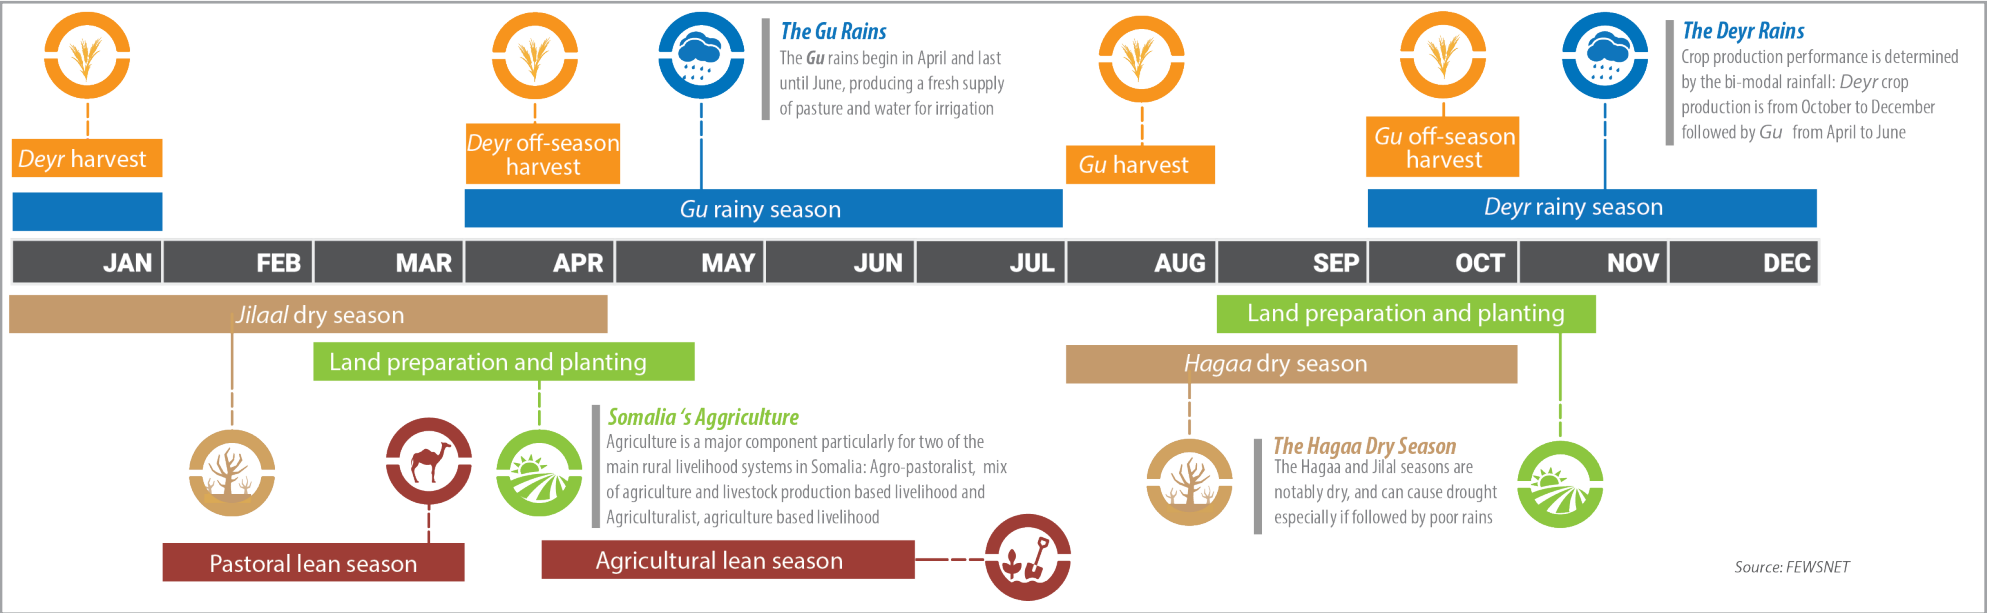 The Gu Rains
The Gu rains begin in April and last
until June, producing a fresh supply
of pasture and water for irrigation
The Deyr Rains
Crop production performance is determined
by the bi-modal rainfall: Deyr crop
production is from October to December
followed by Gu from April to June
Deyr harvest
Deyr off-season
harvest
Gu harvest
Gu off-season
harvest
Gu rainy season
Deyr rainy season
JAN FEB MAR APR MAY JUN JUL AUG SEP OCT NOV DEC
Jilaal dry season
Land preparation and planting
Land preparation and planting
Hagaa dry season
Somalia ‘s Aggriculture
Agriculture is a major component particularly for two of the
main rural livelihood systems in Somalia: Agro-pastoralist, mix
of agriculture and livestock production based livelihood and
Agriculturalist, agriculture based livelihood
The Hagaa Dry Season
The Hagaa and Jilal seasons are
notably dry, and can cause drought
especially if followed by poor rains
Pastoral lean season
Agricultural lean season
Source: FEWSNET